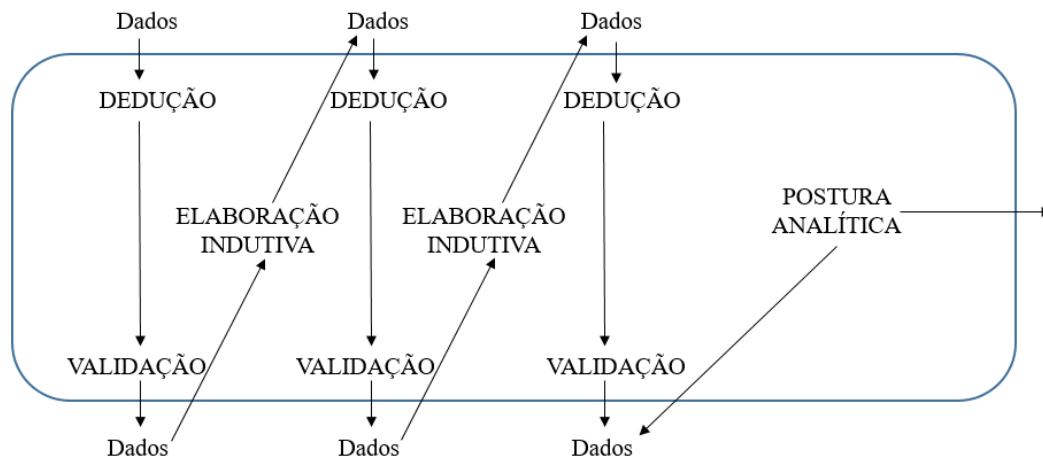 Dados
Dados
Dados
DEDUÇÃO
DEDUÇÃO
DEDUÇÃO
ELABORAÇÃO
INDUTIVA
ELABORAÇÃO
INDUTIVA
POSTURA
ANALÍTICA
VALIDAÇÃO
VALIDAÇÃO
VALIDAÇÃO
Dados
Dados
Dados